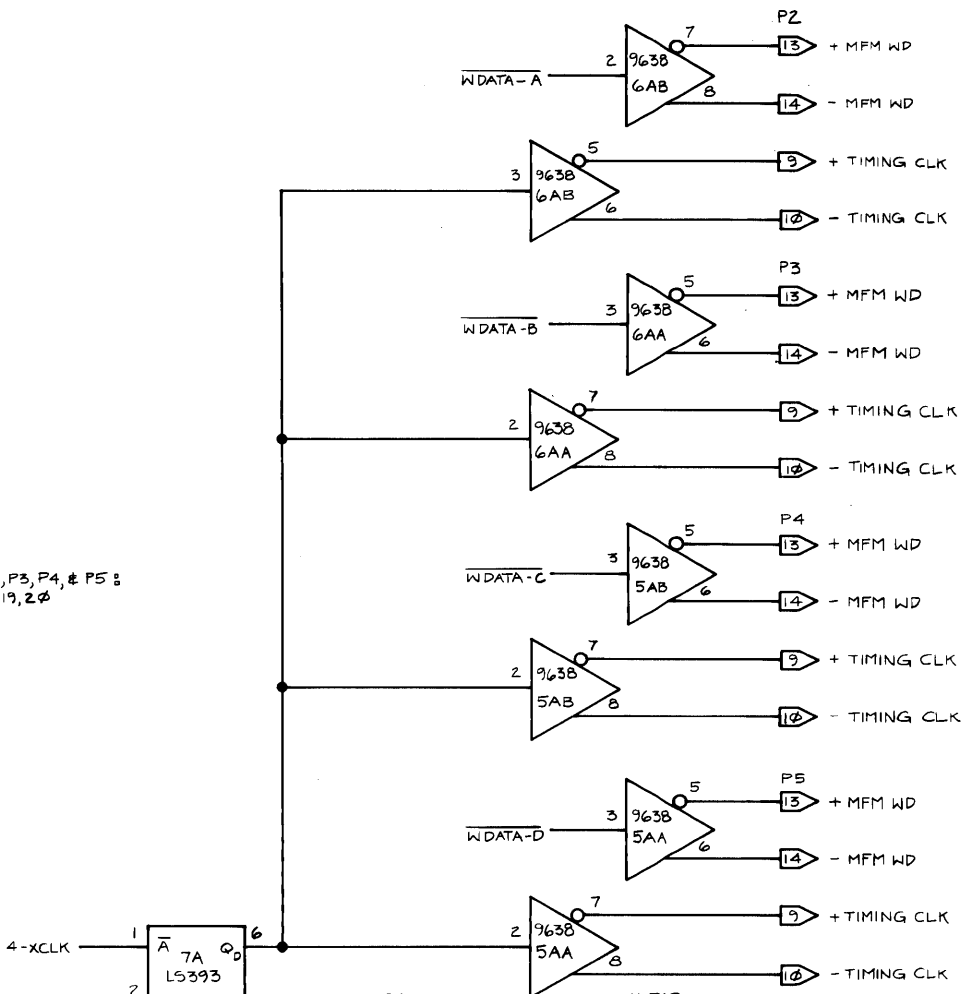 P2
7
13 + MFM WD
2 9638
WDATA-A
6AB 8
14 - MFM WD
5
9 + TIMING CLK
3 9638
6AB
6
1Ø - TIMING CLK
P3
5
13 + MFM WD
3 9638
WDATA-B
6AA 6
14 - MFM WD
7
9 + TIMING CLK
2 9638
6AA 8
1Ø - TIMING CLK
P4
5
13 + MFM WD
3 9638
WDATA-C
5AB 6
14 - MFM WD
,P3, P4, & P5 :
19, 2Ø
7
9 + TIMING CLK
2 9638
5AB 8
1Ø - TIMING CLK
P5
5
13 + MFM WD
3 9638
WDATA-D
5AA 6
14 - MFM WD
7
9 + TIMING CLK
1 6 2 9638
4-XCLK A QD 5AA 8
7A
LS393
1Ø - TIMING CLK
2